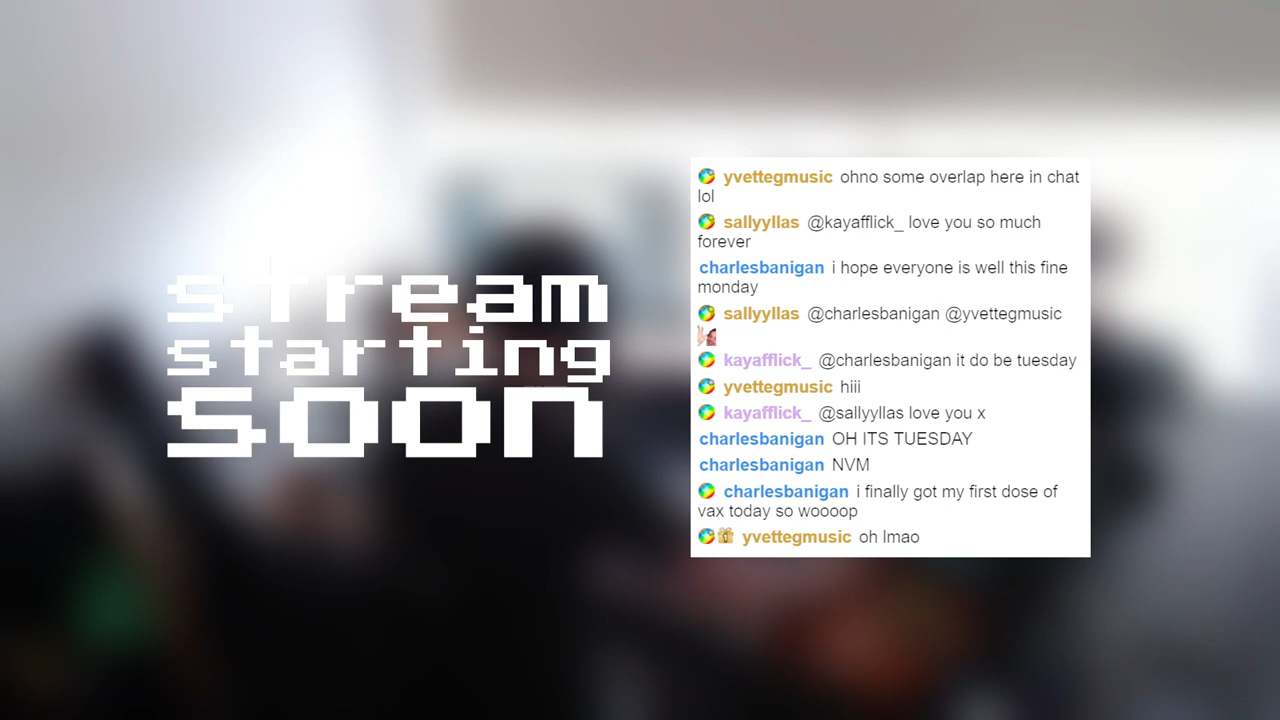 stream
starting
soon
yvettegmusic ohno some overlap here in chat
lol
sallyyllas @kayafflick_ love you so much
forever
charlesbanigan i hope everyone is well this fine
monday
sallyyllas @charlesbanigan @yvettegmusic
kayafflick_ @charlesbanigan it do be tuesday
yvettegmusic hiii
kayafflick_ @sallyyllas love you x
charlesbanigan OH ITS TUESDAY
charlesbanigan NVM
charlesbanigan i finally got my first dose of
vax today so woooop
yvettegmusic oh lmao